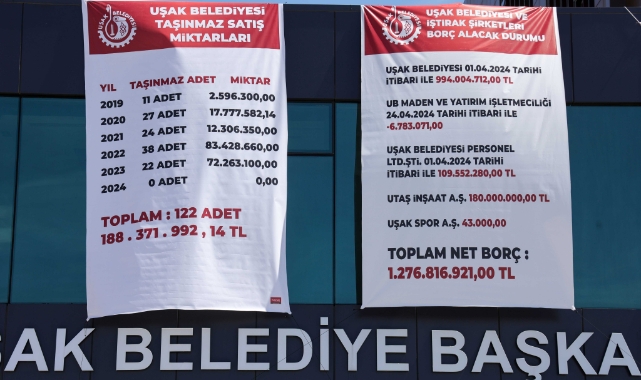 UŞAK BELEDİYESİ
TAŞINMAZ SATIŞ
MİKTARLARI
YIL TAŞINMAZ ADET MİKTAR
2019 11 ADET 2.596.300,00
2020 27 ADET 17.777.582,14
2021 24 ADET 12.306.350,00
2022 38 ADET 83.428.660,00
2023 22 ADET 72.263.100,00
2024 0 ADET 0,00
TOPLAM : 122 ADET
188 . 371 . 992 , 14 TL
UŞAK BELEDİYESİ VE
İŞTİRAK ŞİRKETLERİ
BORÇ ALACAK DURUMU
UŞAK BELEDİYESİ 01.04.2024 TARİHİ
İTİBARI İLE 994.004.712,00 TL
UB MADEN VE YATIRIM İŞLETMECİLİĞİ
24.04.2024 TARİHİ İTİBARI İLE
-6.783.071,00
UŞAK BELEDİYESİ PERSONEL
LTD.ŞTİ. 01.04.2024 TARİHİ
İTİBARI İLE 109.552.280,00 TL
UTAŞ İNŞAAT A.Ş. 180.000.000,00 TL
UŞAK SPOR A.Ş. 43.000,00
TOPLAM NET BORÇ :
1.276.816.921,00 TL
ŞAK BELEDİYE BAŞKA